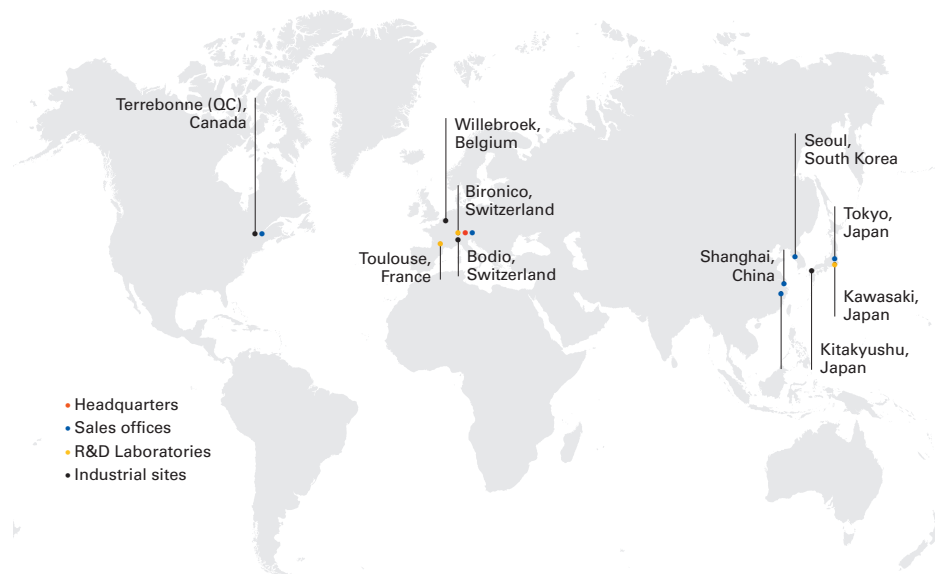 Terrebonne (QC),
Canada
Willebroek,
Belgium
Bironico,
Switzerland
Toulouse,
France
Bodio,
Switzerland
Seoul,
South Korea
Tokyo,
Japan
Shanghai,
China
Kawasaki,
Japan
Kitakyushu,
Japan
Headquarters
Sales offices
R&D Laboratories
Industrial sites